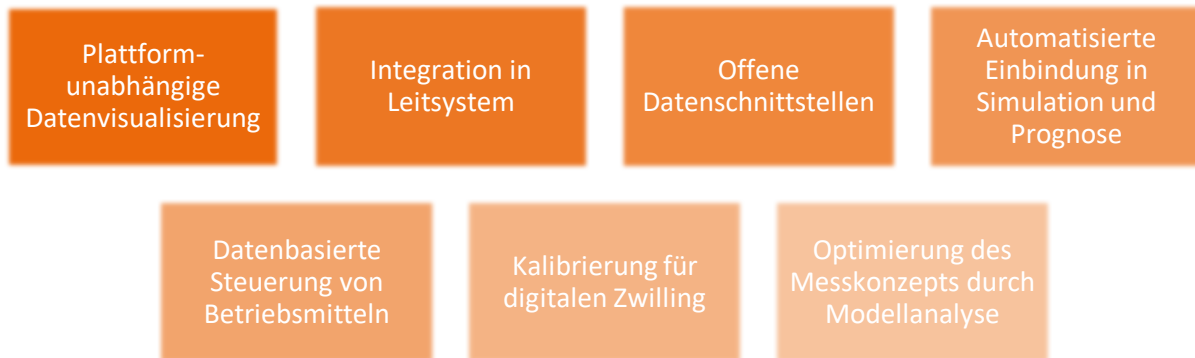 Plattform-
unabhängige
Datenvisualisierung
Integration in
Leitsystem
Offene
Datenschnittstellen
Automatisierte
Einbindung in
Simulation und
Prognose
Datenbasierte
Steuerung von
Betriebsmitteln
Kalibrierung für
digitalen Zwilling
Optimierung des
Messkonzepts durch
Modellanalyse